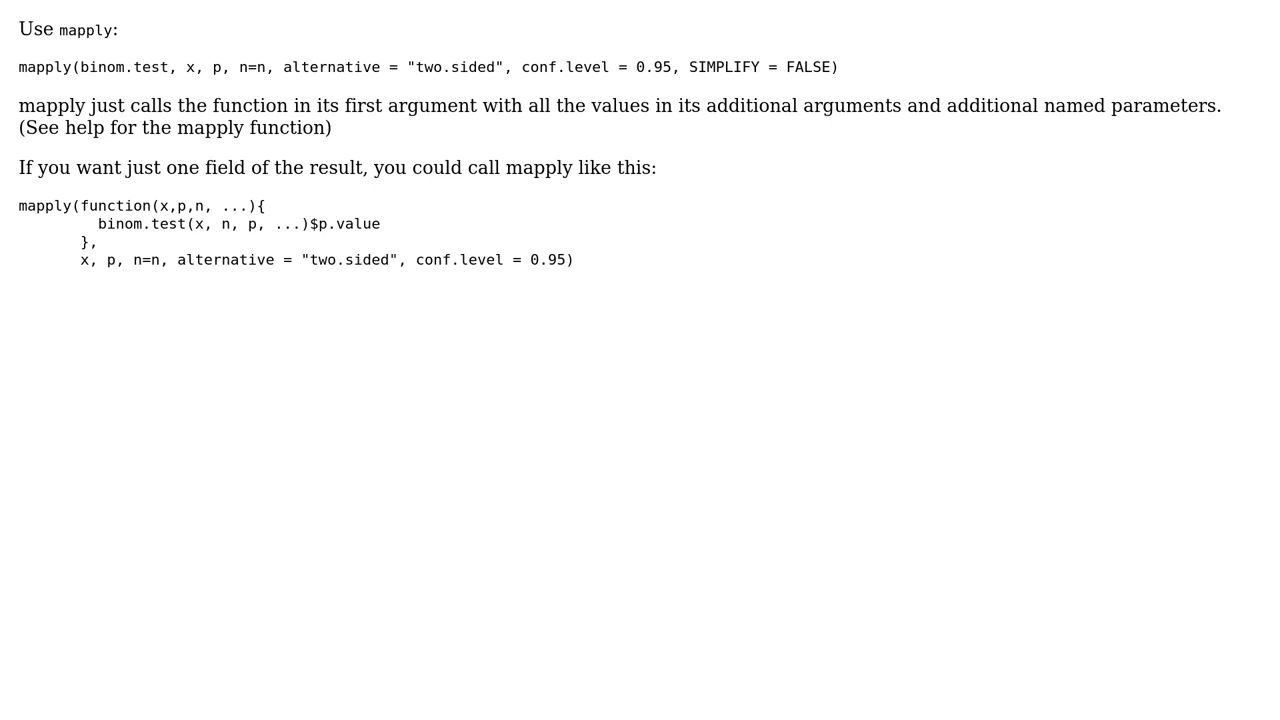 Use mapply:
mapply(binom.test, x, p, n=n, alternative = "two.sided", conf.level = 0.95, SIMPLIFY = FALSE)
mapply just calls the function in its first argument with all the values in its additional arguments and additional named parameters.
(See help for the mapply function)
If you want just one field of the result, you could call mapply like this:
mapply(function(x,p,n, ...){
         binom.test(x, n, p, ...)$p.value
       },
       x, p, n=n, alternative = "two.sided", conf.level = 0.95)